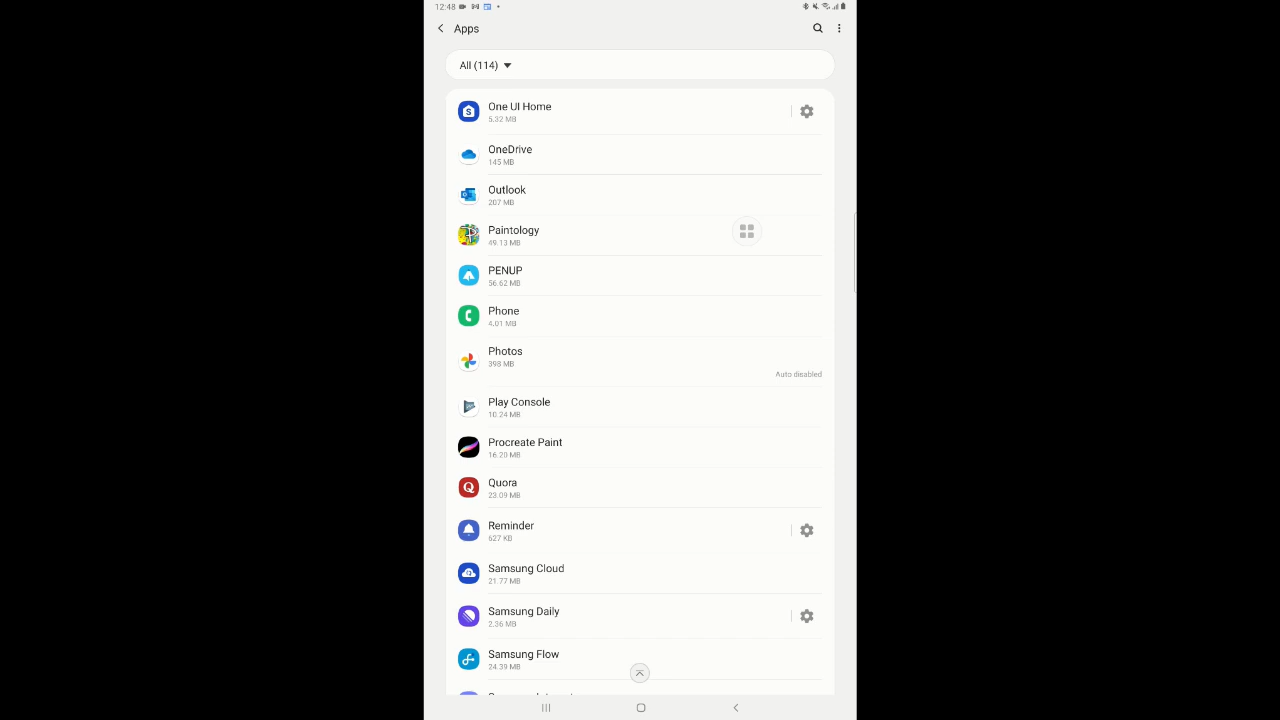 12:48
Apps
All (114)
One UI Home
5.32 MB
OneDrive
145 MB
Outlook
207 MB
Paintology
49.13 MB
PENUP
56.62 MB
Phone
4.01 MB
Photos
398 MB
Auto disabled
Play Console
10.24 MB
Procreate Paint
16.20 MB
Quora
23.09 MB
Reminder
627 KB
Samsung Cloud
21.77 MB
Samsung Daily
2.36 MB
Samsung Flow
24.39 MB